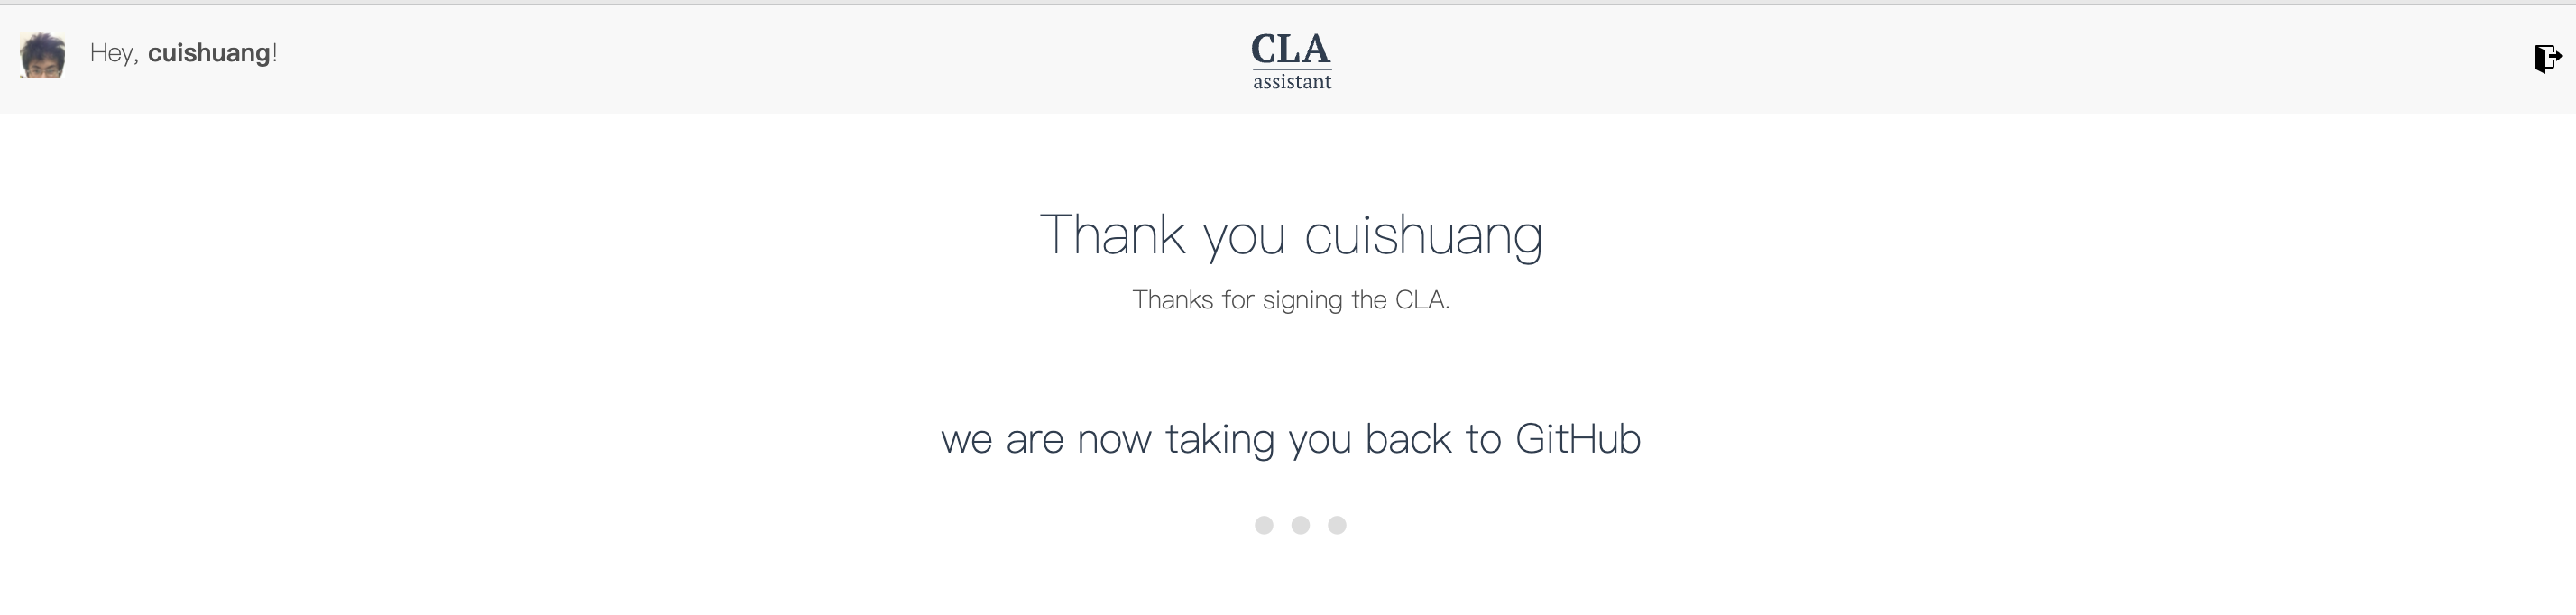 Hey, cuishuang!
CLA
assistant
Thank you cuishuang
Thanks for signing the CLA.
we are now taking you back to GitHub